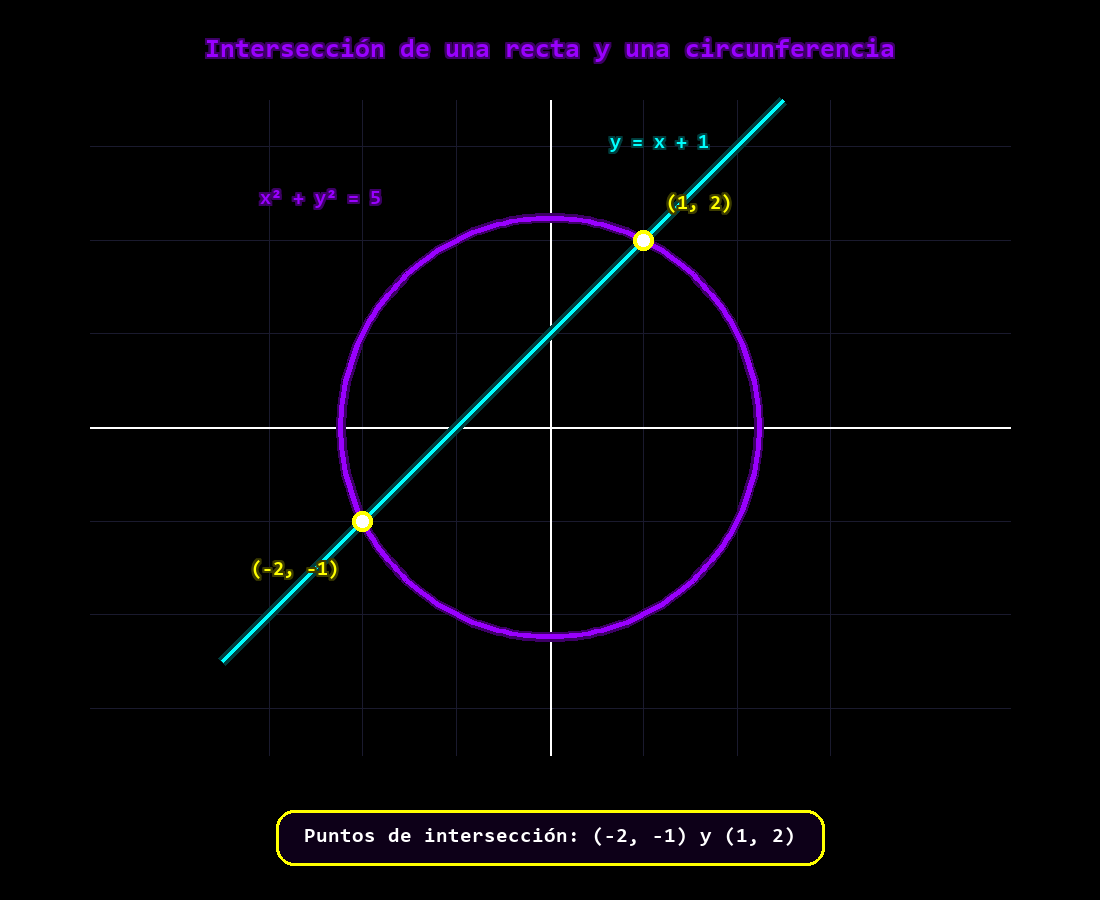 Intersección de una recta y una circunferencia
y = x + 1
x² + y² = 5
(1, 2)
(-2, -1)
Puntos de intersección: (-2, -1) y (1, 2)